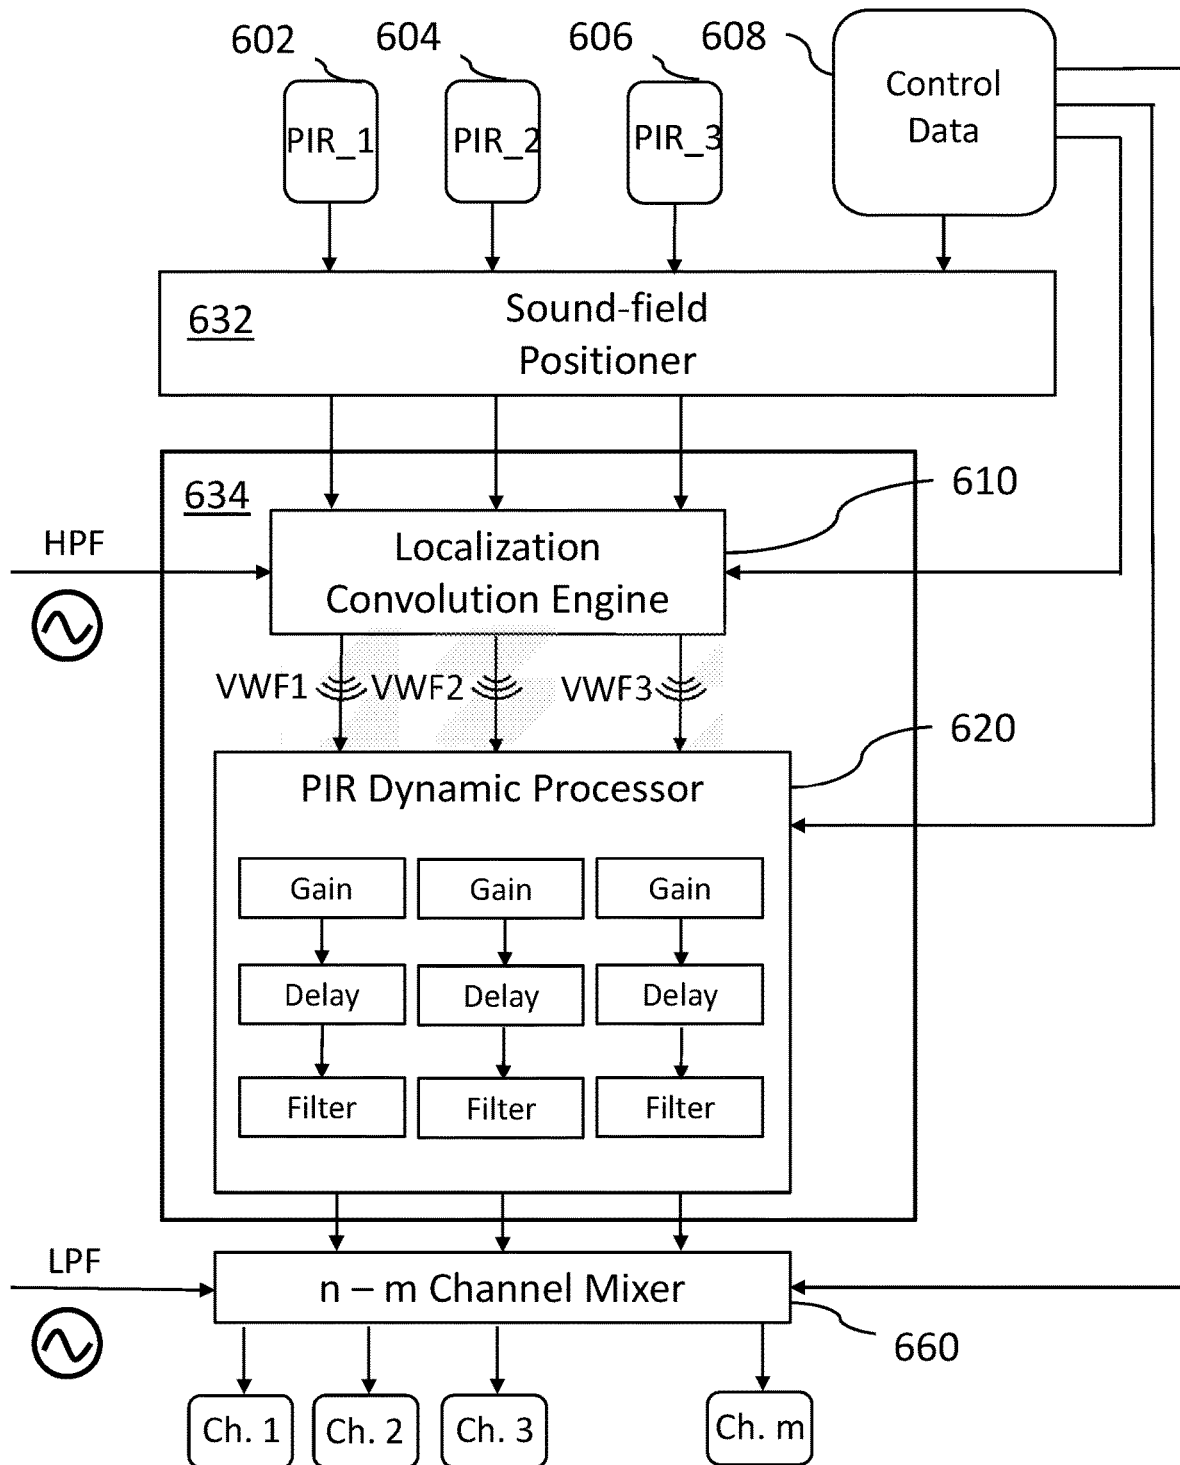 602
604
606
608
PIR_1
PIR_2
PIR_3
Control
Data
632
Sound-field
Positioner
634
610
HPF
Localization
Convolution Engine
VWF1
VWF2
VWF3
620
PIR Dynamic Processor
Gain
Gain
Gain
Delay
Delay
Delay
Filter
Filter
Filter
LPF
n – m Channel Mixer
660
Ch. 1
Ch. 2
Ch. 3
Ch. m